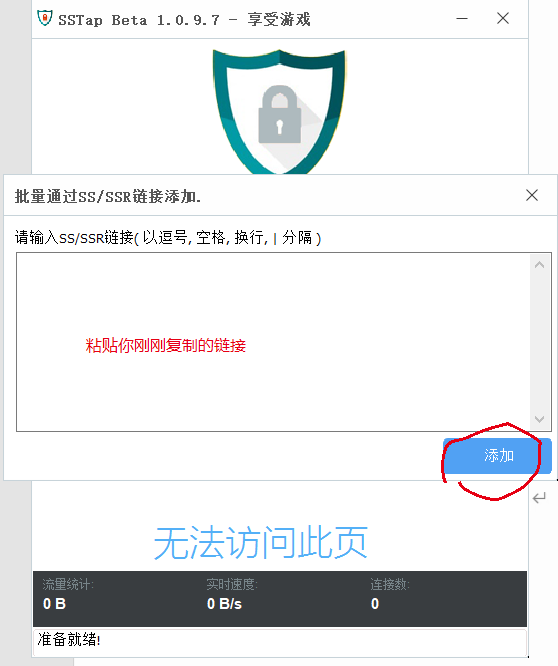 SSTap Beta 1.0.9.7 - 享受游戏
批量通过SS/SSR链接添加.
请输入SS/SSR链接( 以逗号, 空格, 换行, | 分隔 )
粘贴你刚刚复制的链接
添加
无法访问此页
流量统计: 实时速度: 连接数:
0 B 0 B/s 0
准备就绪!